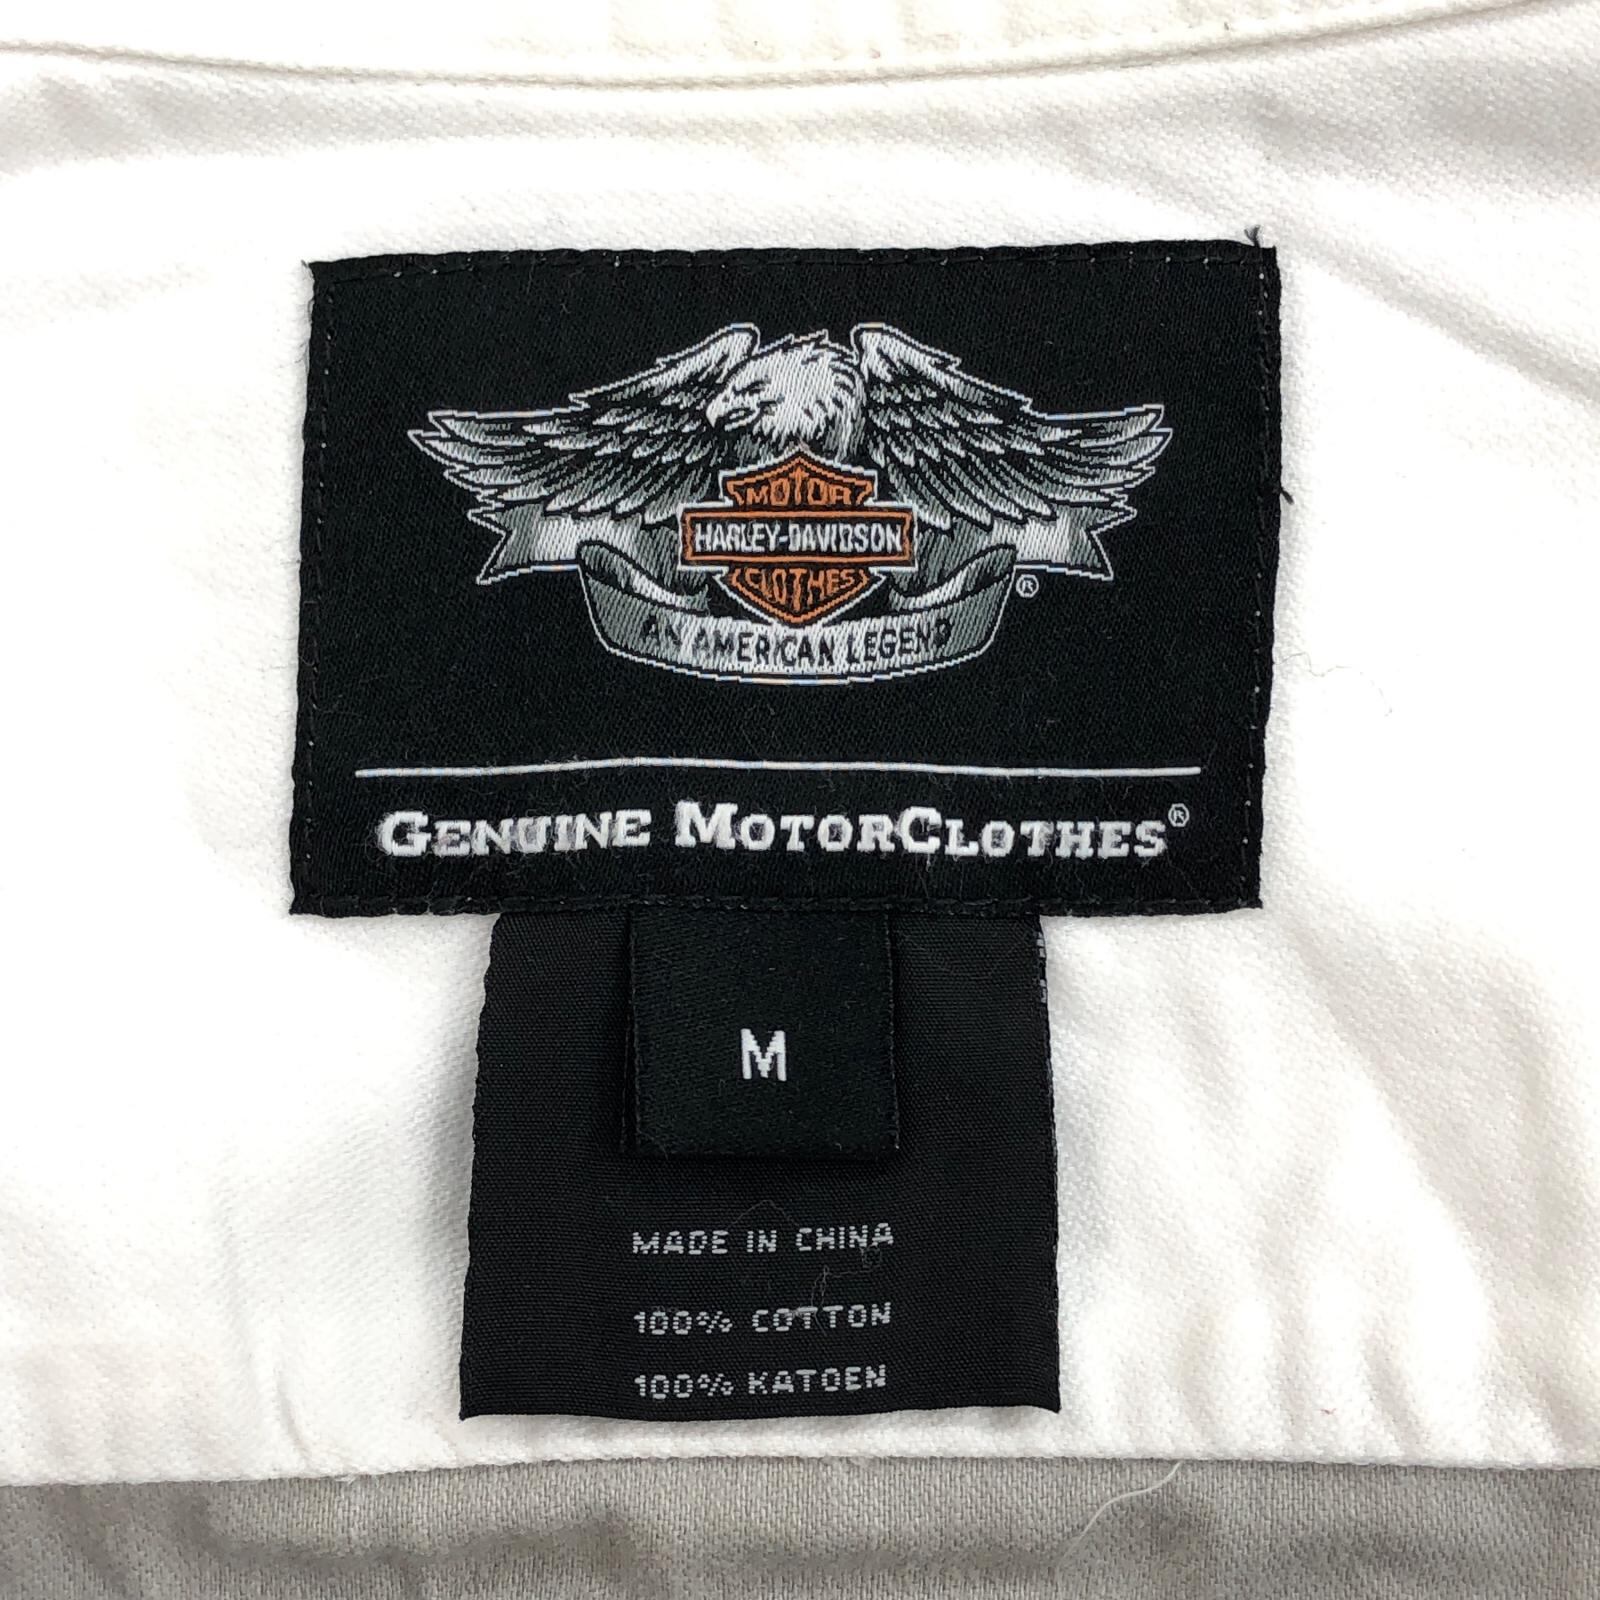 MOTOR
HARLEY-DAVIDSON
CLOTHES
®
AN AMERICAN LEGEND
GENUINE MOTORCLOTHES®
M
MADE IN CHINA
100% COTTON
100% KATOEN